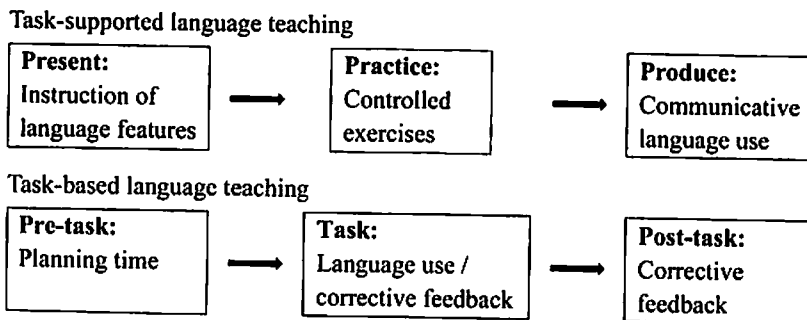 Task-supported language teaching
Present:
Instruction of
language features
Practice:
Controlled
exercises
Produce:
Communicative
language use
Task-based language teaching
Pre-task:
Planning time
Task:
Language use /
corrective feedback
Post-task:
Corrective
feedback